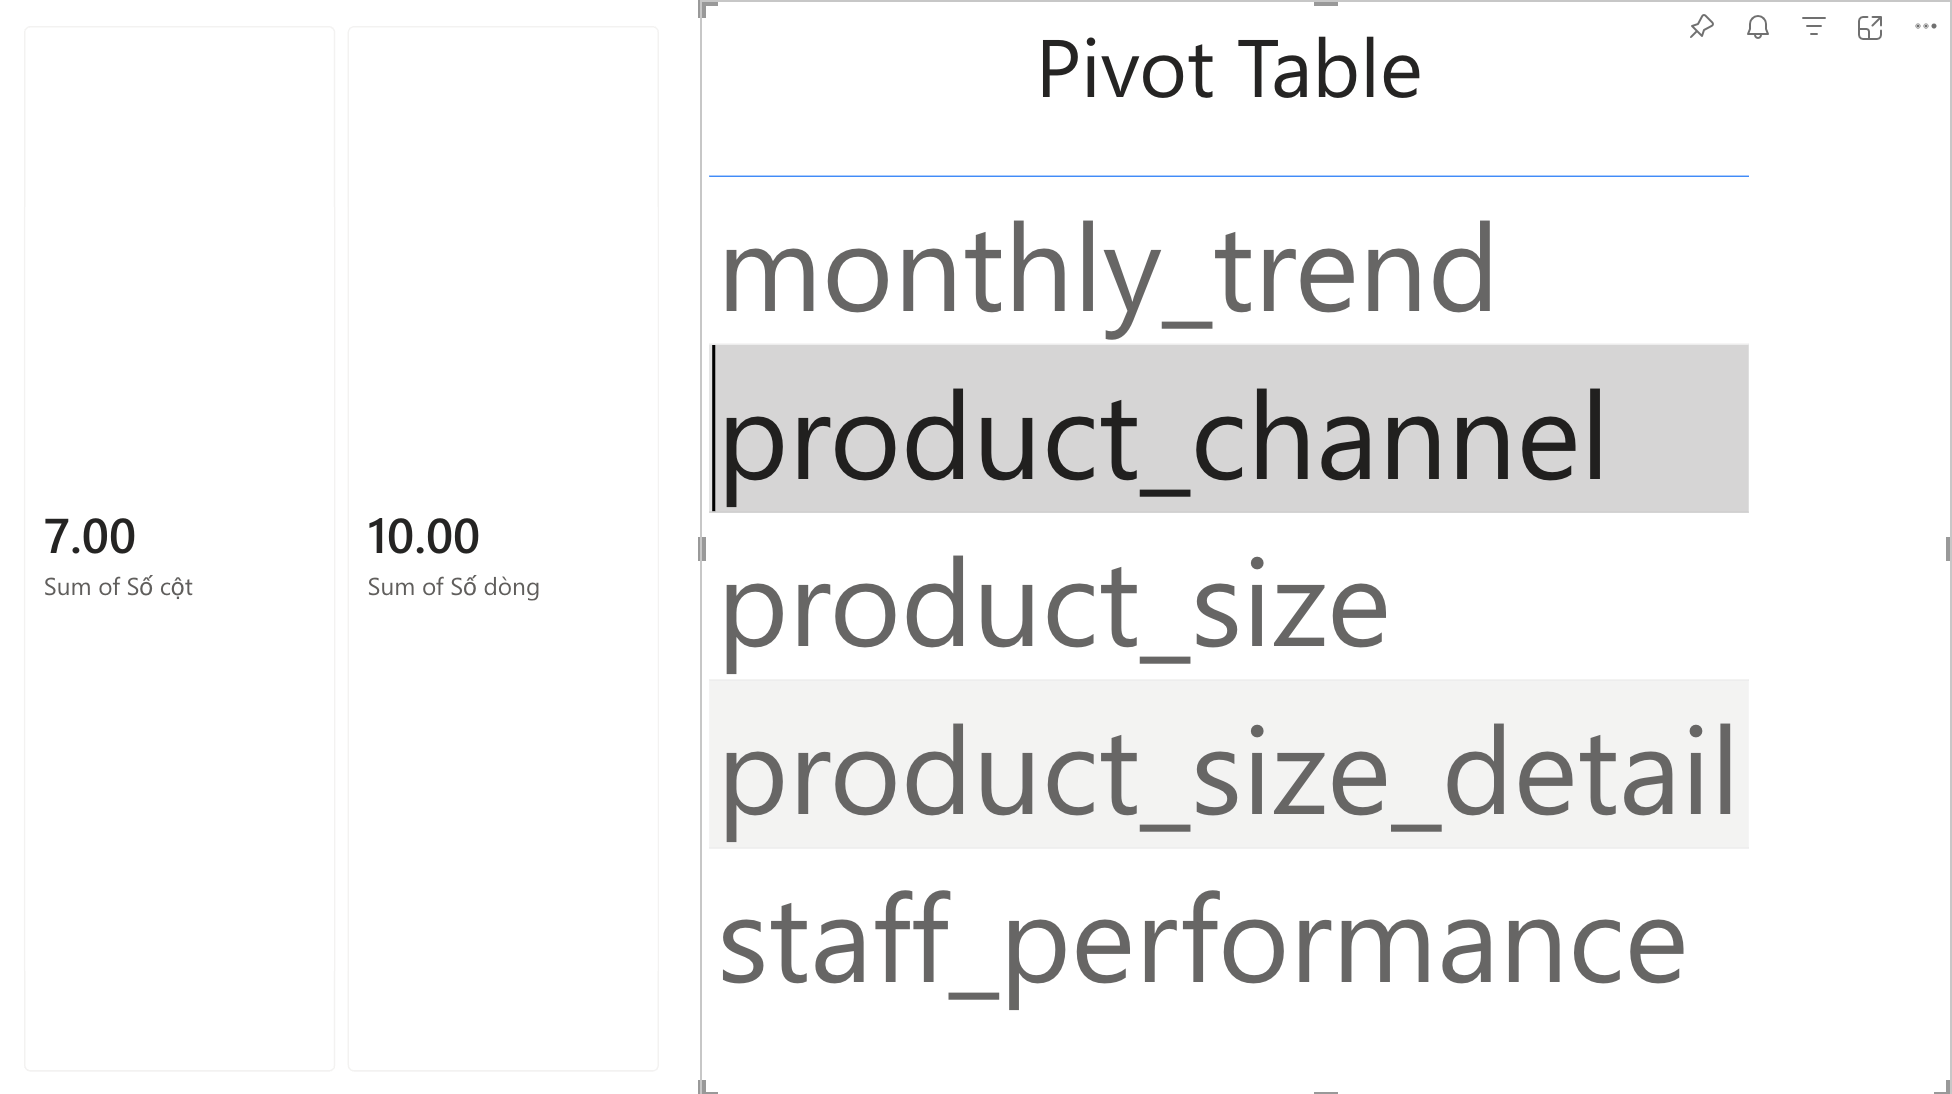 7.00
Sum of Số cột
10.00
Sum of Số dòng
Pivot Table
monthly_trend
product_channel
product_size
product_size_detail
staff_performance